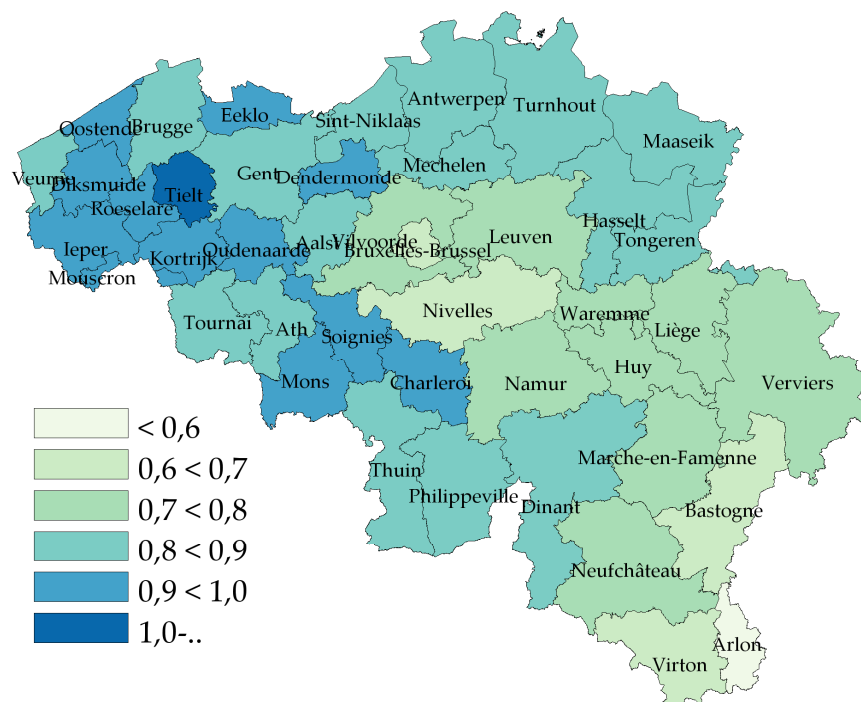 Antwerpen
Turnhout
Eeklo
Sint-Niklaas
Oostende
Brugge
Maaseik
Mechelen
Gent
Dendermonde
Veurne
Diksmuide
Tielt
Roeselare
Hasselt
Leuven
Tongeren
Aalst
Vilvoorde
Bruxelles-Brussel
Ieper
Kortrijk
Oudenaarde
Mouscron
Nivelles
Waremme
Tournai
Ath
Soignies
Liège
Huy
Mons
Charleroi
Namur
Verviers
< 0,6
0,6 < 0,7
Marche-en-Famenne
Thuin
Philippeville
Dinant
Bastogne
0,7 < 0,8
0,8 < 0,9
Neufchâteau
0,9 < 1,0
1,0-..
Arlon
Virton